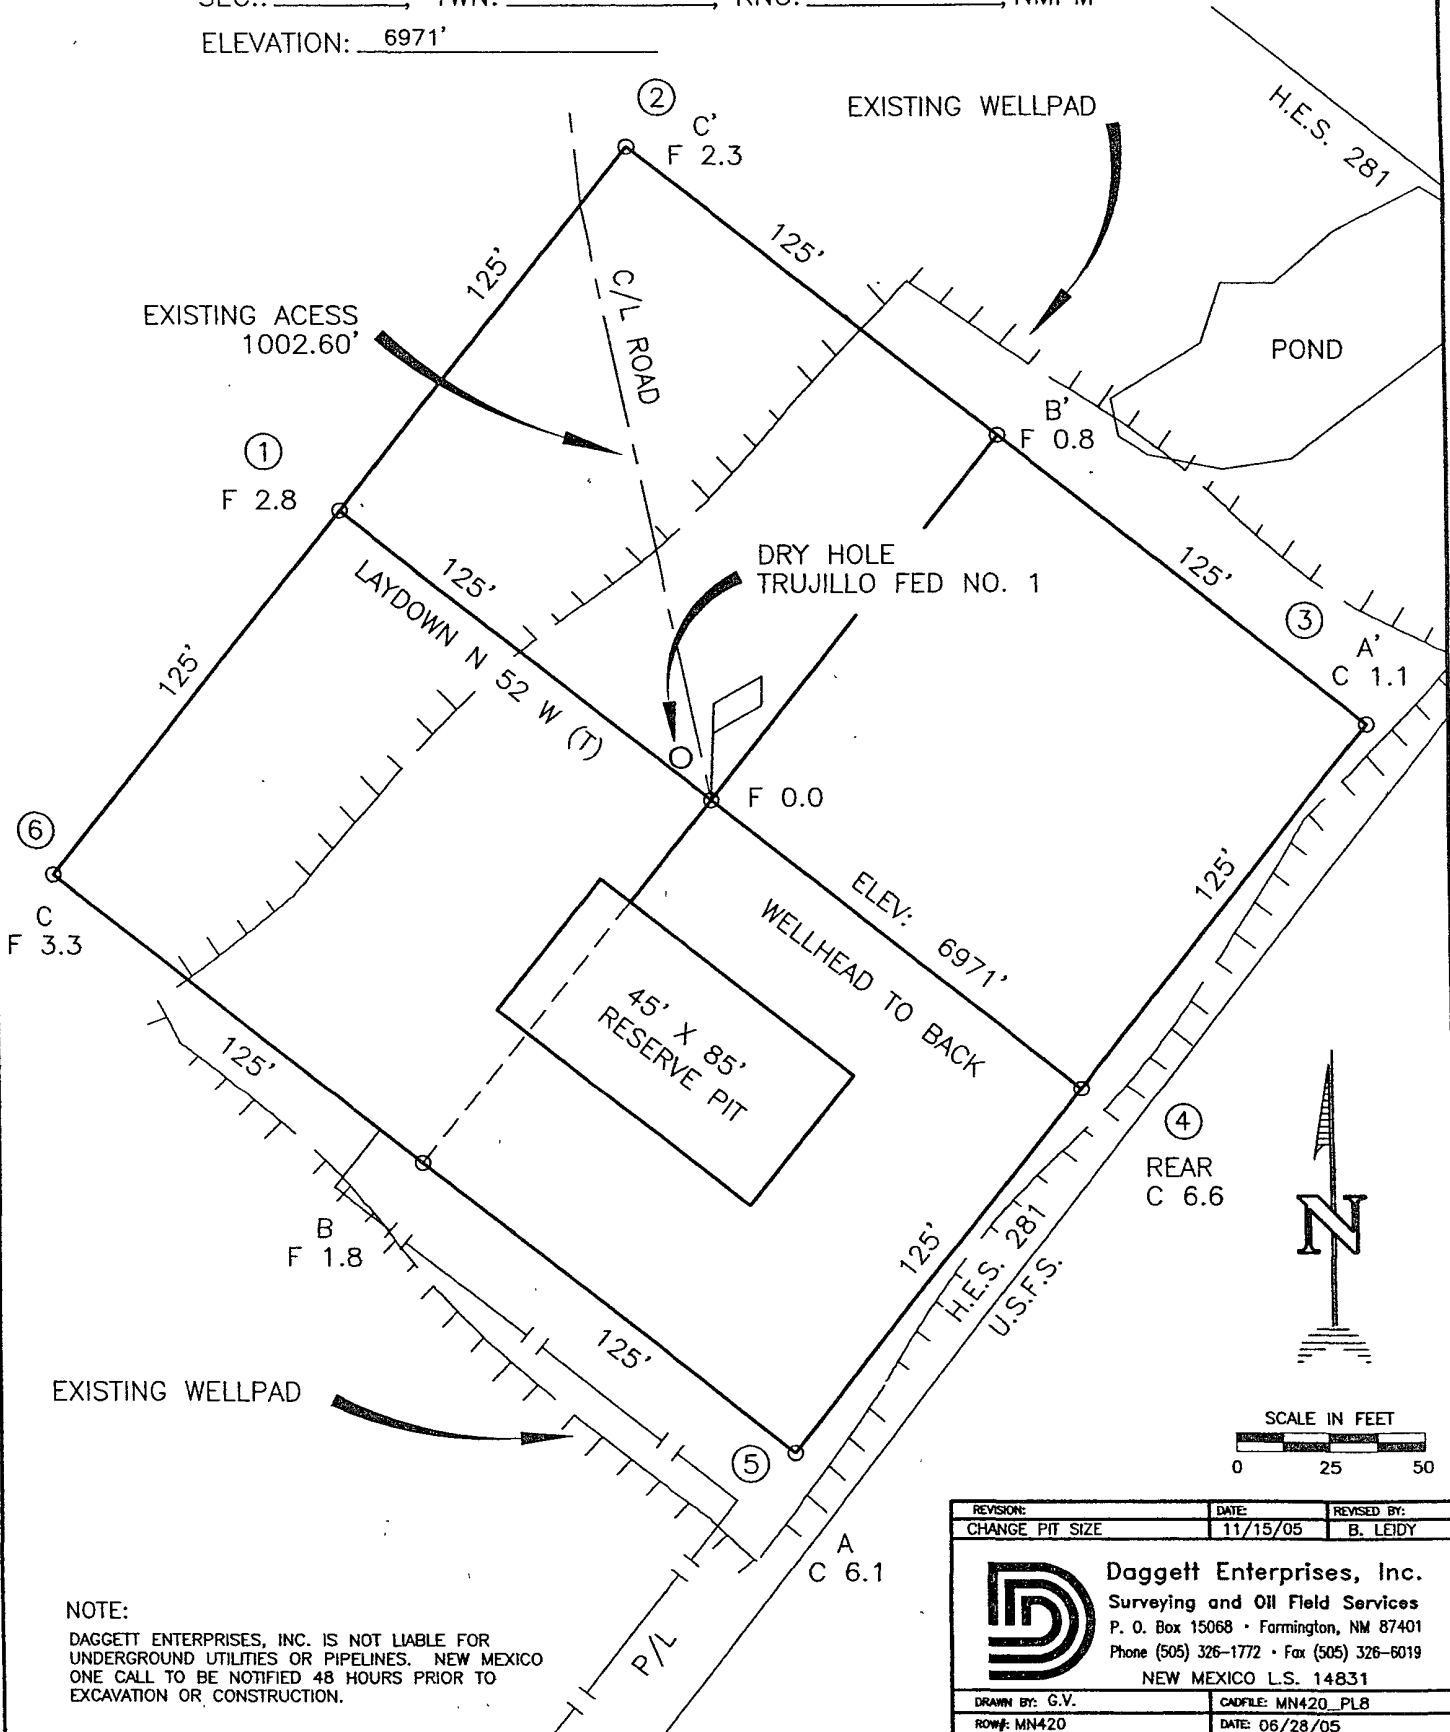 SEC.: , TWN: , RNG: , NMPM
ELEVATION: 6971'
2
C'
F 2.3
EXISTING WELLPAD
H.E.S. 281
125'
125'
C/L ROAD
EXISTING ACESS
1002.60'
POND
B'
F 0.8
1
F 2.8
125'
LAYDOWN N 52 W (T)
DRY HOLE
TRUJILLO FED NO. 1
125'
3
A'
C 1.1
125'
F 0.0
6
C
F 3.3
ELEV: 6971'
WELLHEAD TO BACK
125'
45' X 85'
RESERVE PIT
125'
4
REAR
C 6.6
B
F 1.8
125'
H.E.S. 281
U.S.F.S.
N
125'
EXISTING WELLPAD
5
A
C 6.1
P/L
SCALE IN FEET
0 25 50
NOTE:
DAGGETT ENTERPRISES, INC. IS NOT LIABLE FOR
UNDERGROUND UTILITIES OR PIPELINES. NEW MEXICO
ONE CALL TO BE NOTIFIED 48 HOURS PRIOR TO
EXCAVATION OR CONSTRUCTION.
REVISION: DATE: REVISED BY:
CHANGE PIT SIZE 11/15/05 B. LEIDY
Daggett Enterprises, Inc.
Surveying and Oil Field Services
P. O. Box 15068 • Farmington, NM 87401
Phone (505) 326-1772 • Fax (505) 326-6019
NEW MEXICO L.S. 14831
DRAWN BY: G.V. CADFILE: MN420_PL8
ROW#: MN420 DATE: 06/28/05